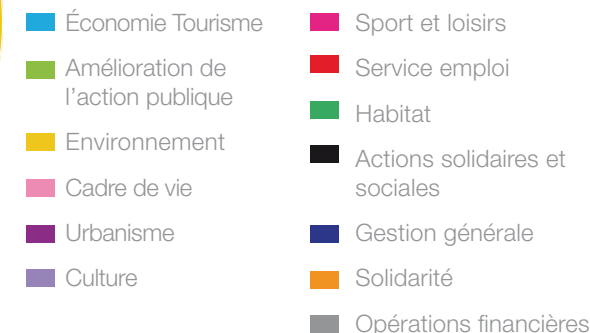 Économie Tourisme
Amélioration de
l’action publique
Environnement
Cadre de vie
Urbanisme
Culture
Sport et loisirs
Service emploi
Habitat
Actions solidaires et
sociales
Gestion générale
Solidarité
Opérations financières